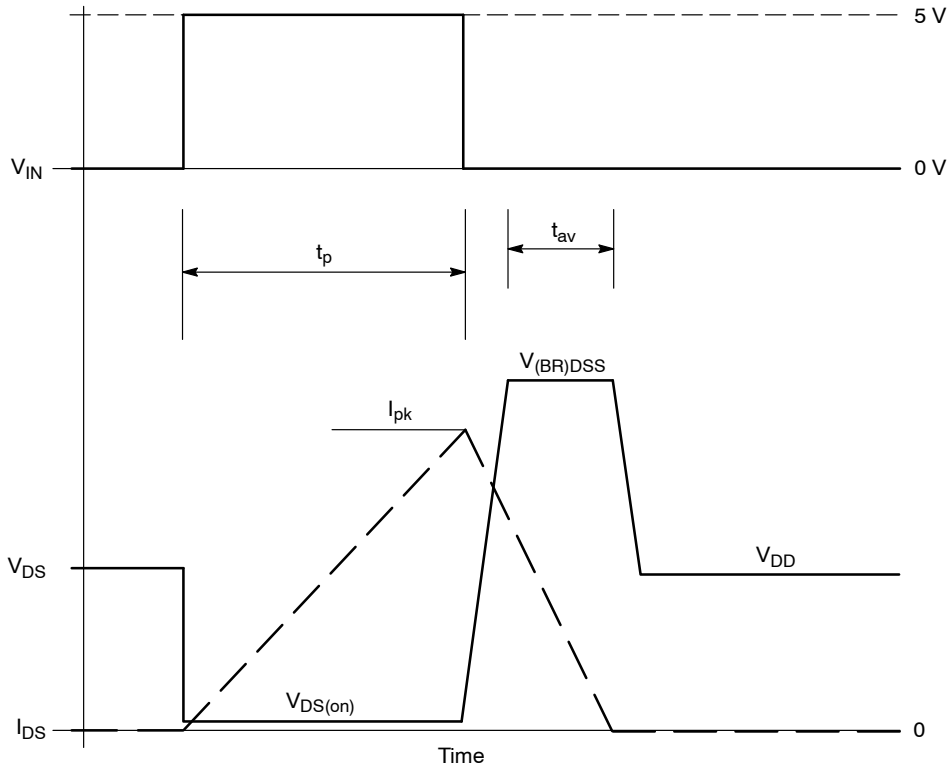 5 V
V_IN
0 V
t_p
t_av
V_(BR)DSS
I_pk
V_DS
V_DD
V_DS(on)
I_DS
0
Time